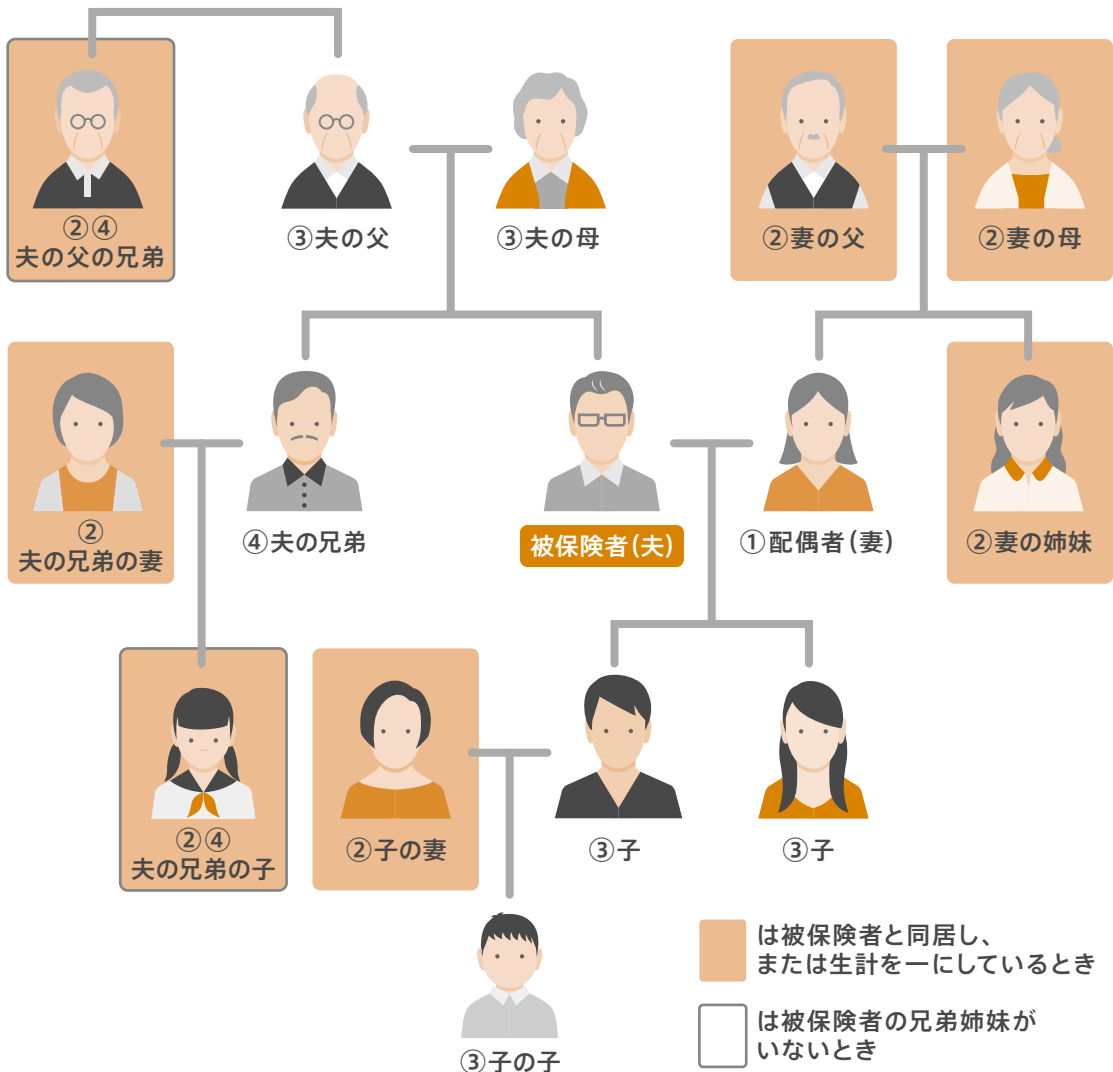 ②④
夫の父の兄弟
③夫の父
③夫の母
②妻の父
②妻の母
②
夫の兄弟の妻
④夫の兄弟
被保険者(夫)
①配偶者(妻)
②妻の姉妹
②④
夫の兄弟の子
②子の妻
③子
③子
③子の子
は被保険者と同居し、
または生計を一にしているとき
は被保険者の兄弟姉妹が
いないとき